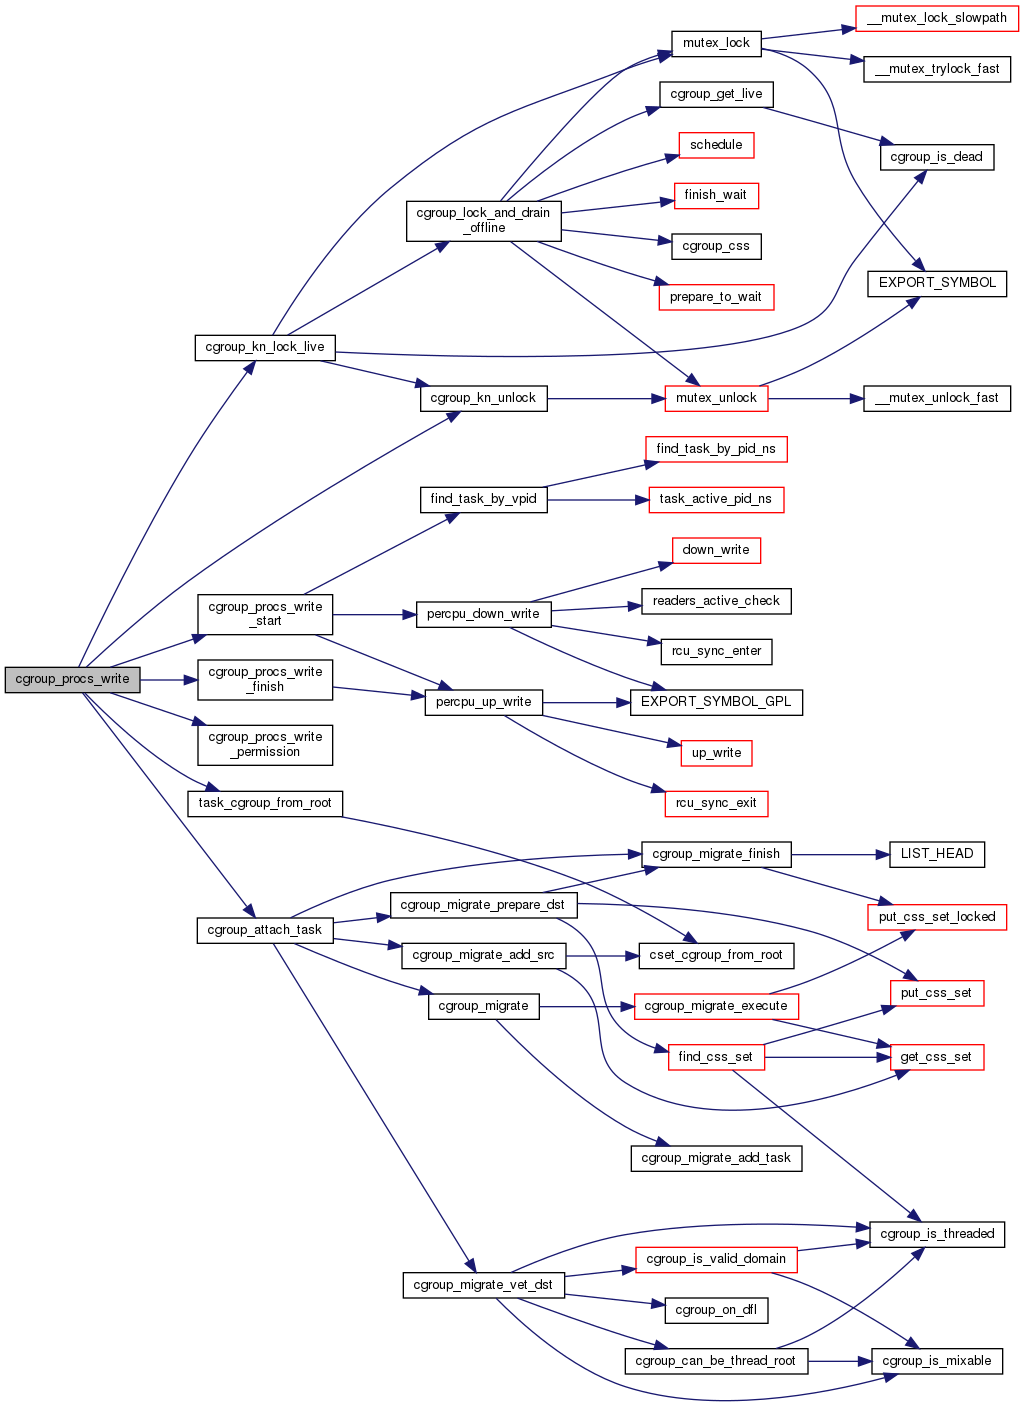 __mutex_lock_slowpath
mutex_lock
__mutex_trylock_fast
cgroup_get_live
schedule
cgroup_is_dead
finish_wait
cgroup_lock_and_drain
_offline
cgroup_css
EXPORT_SYMBOL
prepare_to_wait
cgroup_kn_lock_live
cgroup_kn_unlock
mutex_unlock
__mutex_unlock_fast
find_task_by_pid_ns
find_task_by_vpid
task_active_pid_ns
down_write
cgroup_procs_write
_start
percpu_down_write
readers_active_check
rcu_sync_enter
cgroup_procs_write
cgroup_procs_write
_finish
percpu_up_write
EXPORT_SYMBOL_GPL
cgroup_procs_write
_permission
up_write
task_cgroup_from_root
rcu_sync_exit
cgroup_migrate_finish
LIST_HEAD
cgroup_migrate_prepare_dst
put_css_set_locked
cgroup_attach_task
cgroup_migrate_add_src
cset_cgroup_from_root
put_css_set
cgroup_migrate
cgroup_migrate_execute
find_css_set
get_css_set
cgroup_migrate_add_task
cgroup_is_threaded
cgroup_is_valid_domain
cgroup_migrate_vet_dst
cgroup_on_dfl
cgroup_can_be_thread_root
cgroup_is_mixable